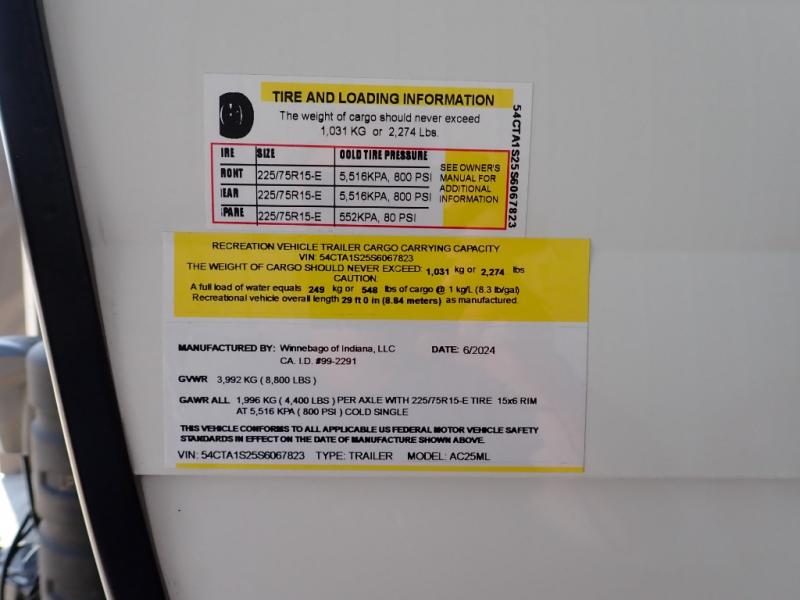 TIRE AND LOADING INFORMATION
The weight of cargo should never exceed
1,031 KG or 2,274 Lbs.
IRE SIZE COLD TIRE PRESSURE
RONT 225/75R15-E 5,516KPA, 800 PSI
EAR 225/75R15-E 5,516KPA, 800 PSI
PARE 225/75R15-E 552KPA, 80 PSI
SEE OWNER'S
MANUAL FOR
ADDITIONAL
INFORMATION
54CTA1S25S6067823
RECREATION VEHICLE TRAILER CARGO CARRYING CAPACITY
VIN: 54CTA1S25S6067823
THE WEIGHT OF CARGO SHOULD NEVER EXCEED: 1,031 kg or 2,274 lbs
CAUTION:
A full load of water equals 249 kg or 548 lbs of cargo @ 1 kg/L (8.3 lb/gal)
Recreational vehicle overall length 29 ft 0 in (8.84 meters) as manufactured.
MANUFACTURED BY: Winnebago of Indiana, LLC DATE: 6/2024
CA. I.D. #99-2291
GVWR 3,992 KG ( 8,800 LBS )
GAWR ALL 1,996 KG ( 4,400 LBS ) PER AXLE WITH 225/75R15-E TIRE 15x6 RIM
AT 5,516 KPA ( 800 PSI ) COLD SINGLE
THIS VEHICLE CONFORMS TO ALL APPLICABLE US FEDERAL MOTOR VEHICLE SAFETY
STANDARDS IN EFFECT ON THE DATE OF MANUFACTURE SHOWN ABOVE.
VIN: 54CTA1S25S6067823 TYPE: TRAILER MODEL: AC25ML